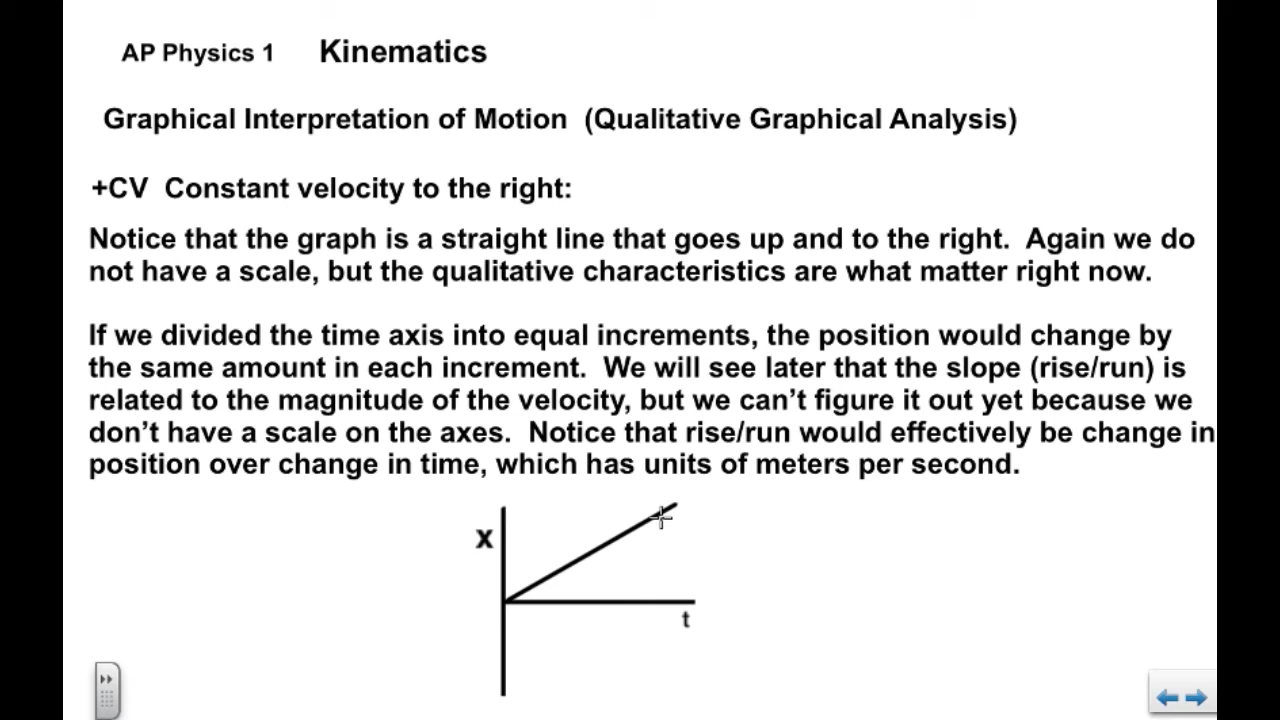 AP Physics 1 Kinematics
Graphical Interpretation of Motion (Qualitative Graphical Analysis)
+CV Constant velocity to the right:
Notice that the graph is a straight line that goes up and to the right. Again we do
not have a scale, but the qualitative characteristics are what matter right now.
If we divided the time axis into equal increments, the position would change by
the same amount in each increment. We will see later that the slope (rise/run) is
related to the magnitude of the velocity, but we can’t figure it out yet because we
don’t have a scale on the axes. Notice that rise/run would effectively be change in
position over change in time, which has units of meters per second.
x
t